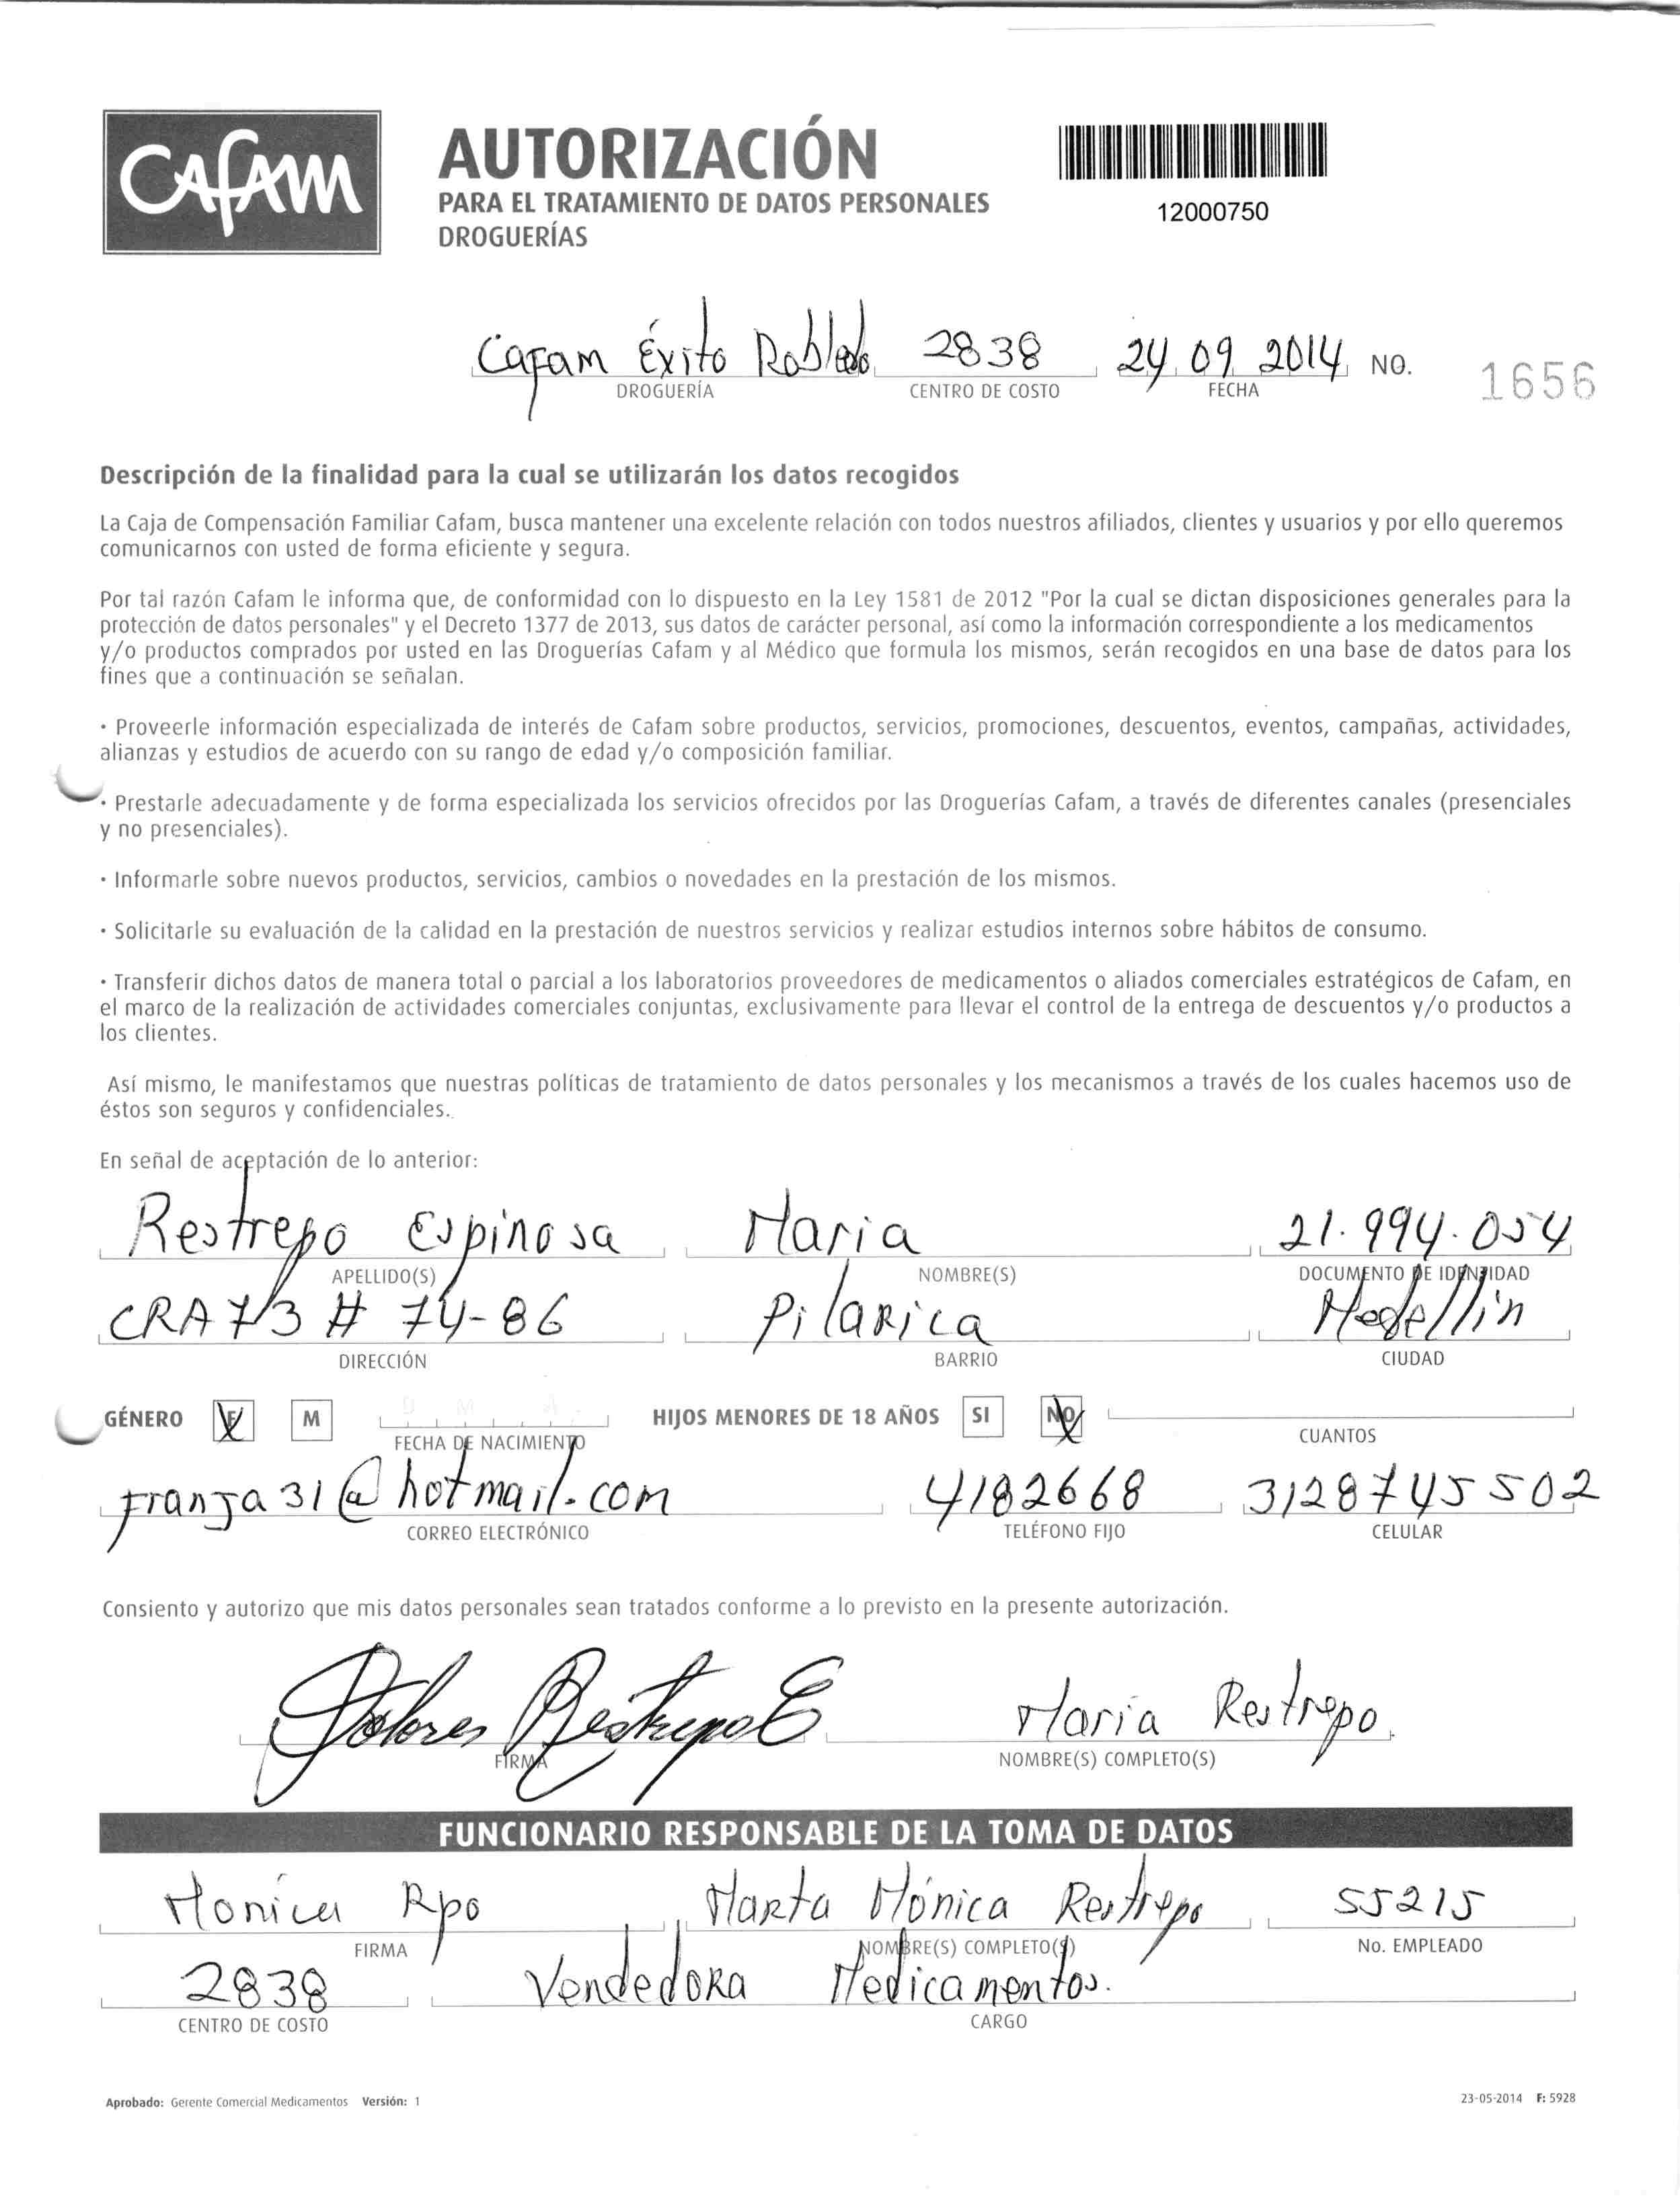 CAFAM
AUTORIZACIÓN
PARA EL TRATAMIENTO DE DATOS PERSONALES
DROGUERÍAS
12000750
Cafam Éxito Robledo 2838 24 09 2014 NO. 1656
DROGUERÍA CENTRO DE COSTO FECHA
Descripción de la finalidad para la cual se utilizarán los datos recogidos
La Caja de Compensación Familiar Cafam, busca mantener una excelente relación con todos nuestros afiliados, clientes y usuarios y por ello queremos
comunicarnos con usted de forma eficiente y segura.
Por tal razón Cafam le informa que, de conformidad con lo dispuesto en la Ley 1581 de 2012 "Por la cual se dictan disposiciones generales para la
protección de datos personales" y el Decreto 1377 de 2013, sus datos de carácter personal, así como la información correspondiente a los medicamentos
y/o productos comprados por usted en las Droguerías Cafam y al Médico que formula los mismos, serán recogidos en una base de datos para los
fines que a continuación se señalan.
· Proveerle información especializada de interés de Cafam sobre productos, servicios, promociones, descuentos, eventos, campañas, actividades,
alianzas y estudios de acuerdo con su rango de edad y/o composición familiar.
· Prestarle adecuadamente y de forma especializada los servicios ofrecidos por las Droguerías Cafam, a través de diferentes canales (presenciales
y no presenciales).
· Informarle sobre nuevos productos, servicios, cambios o novedades en la prestación de los mismos.
· Solicitarle su evaluación de la calidad en la prestación de nuestros servicios y realizar estudios internos sobre hábitos de consumo.
· Transferir dichos datos de manera total o parcial a los laboratorios proveedores de medicamentos o aliados comerciales estratégicos de Cafam, en
el marco de la realización de actividades comerciales conjuntas, exclusivamente para llevar el control de la entrega de descuentos y/o productos a
los clientes.
Así mismo, le manifestamos que nuestras políticas de tratamiento de datos personales y los mecanismos a través de los cuales hacemos uso de
éstos son seguros y confidenciales.
En señal de aceptación de lo anterior:
Restrepo Espinosa Maria 21.994.054
APELLIDO(S) NOMBRE(S) DOCUMENTO DE IDENTIDAD
CRA 73 # 74-86 Pilarica Medellin
DIRECCIÓN BARRIO CIUDAD
GÉNERO F M D M A HIJOS MENORES DE 18 AÑOS SI NO
FECHA DE NACIMIENTO CUANTOS
franja31@hotmail.com 4182668 3128745502
CORREO ELECTRÓNICO TELÉFONO FIJO CELULAR
Consiento y autorizo que mis datos personales sean tratados conforme a lo previsto en la presente autorización.
Dolores Restrepo E Maria Restrepo
FIRMA NOMBRE(S) COMPLETO(S)
FUNCIONARIO RESPONSABLE DE LA TOMA DE DATOS
Monica Rpo Marta Mónica Restrepo 55215
FIRMA NOMBRE(S) COMPLETO(S) No. EMPLEADO
2838 Vendedora Medicamentos.
CENTRO DE COSTO CARGO
Aprobado: Gerente Comercial Medicamentos Versión: 1 23-05-2014 F: 5928